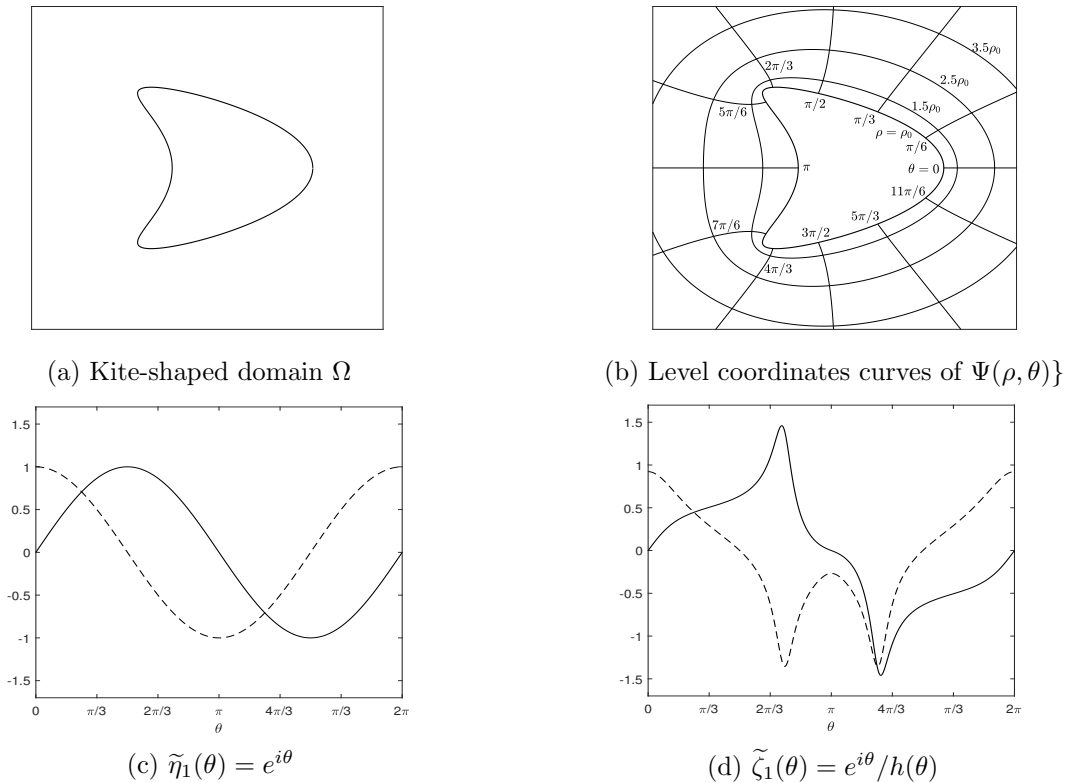 3.5ρ₀
2π/3
2.5ρ₀
1.5ρ₀
5π/6
π/2
π/3
ρ = ρ₀
π/6
π
θ = 0
11π/6
5π/3
7π/6
3π/2
4π/3
(a) Kite-shaped domain Ω
(b) Level coordinates curves of Ψ(ρ, θ)}
1.5
1
0.5
0
-0.5
-1
-1.5
0 π/3 2π/3 π 4π/3 5π/3 2π
θ
1.5
1
0.5
0
-0.5
-1
-1.5
0 π/3 2π/3 π 4π/3 5π/3 2π
θ
(c) η̃₁(θ) = e^{iθ}
(d) ζ̃₁(θ) = e^{iθ}/h(θ)